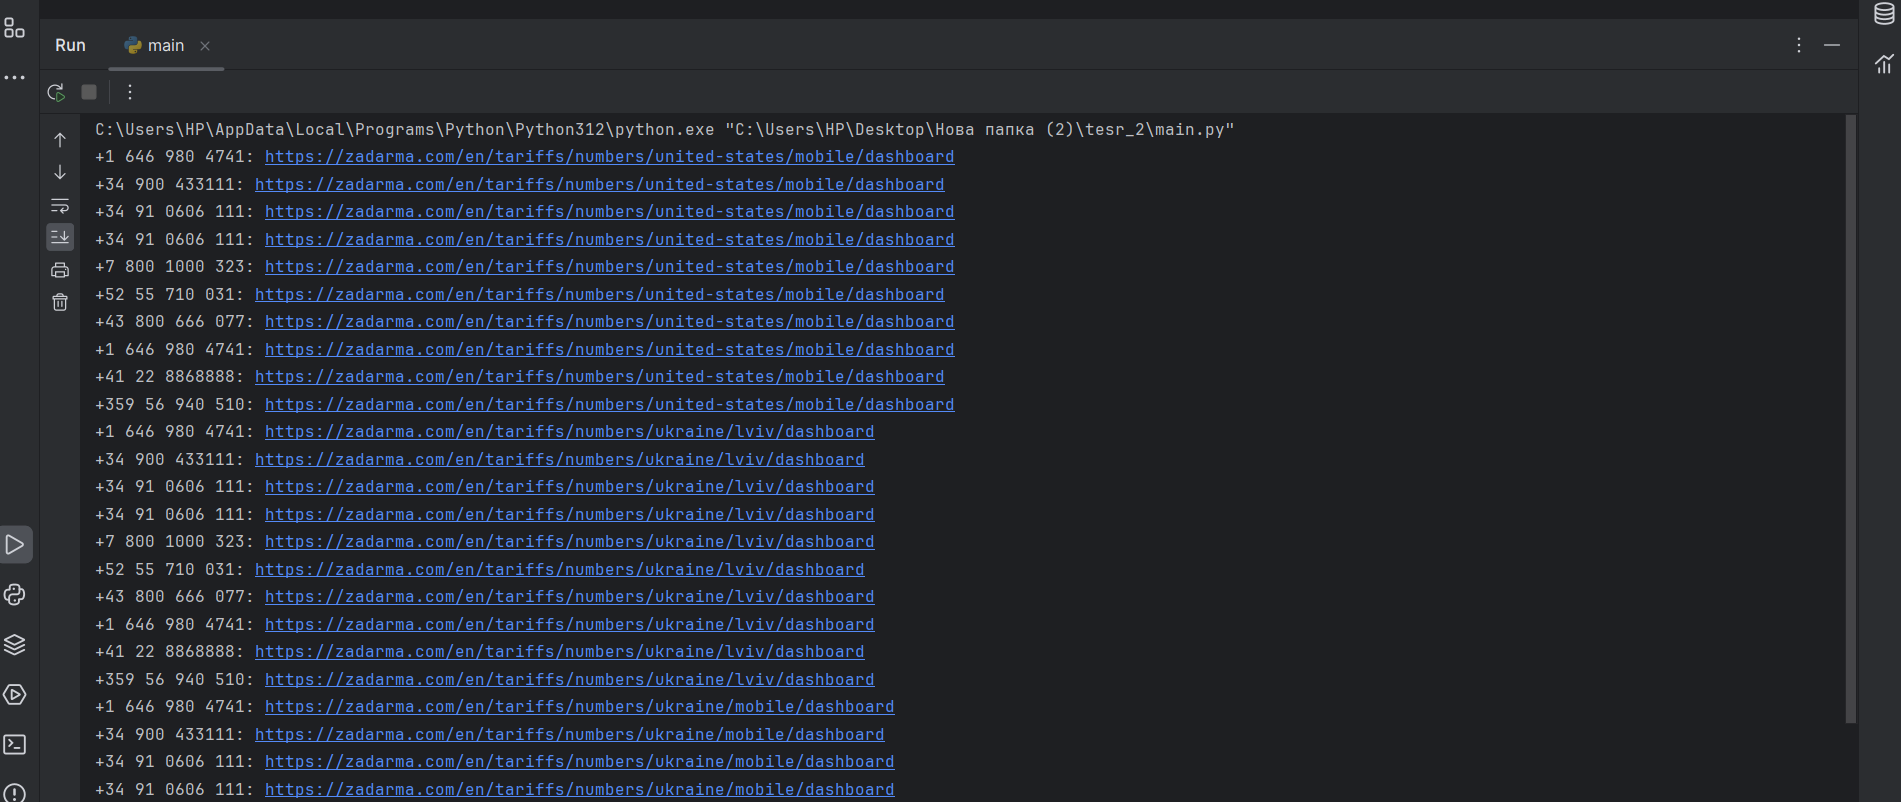 Run main
C:\Users\HP\AppData\Local\Programs\Python\Python312\python.exe "C:\Users\HP\Desktop\Нова папка (2)\tesr_2\main.py"
+1 646 980 4741: https://zadarma.com/en/tariffs/numbers/united-states/mobile/dashboard
+34 900 433111: https://zadarma.com/en/tariffs/numbers/united-states/mobile/dashboard
+34 91 0606 111: https://zadarma.com/en/tariffs/numbers/united-states/mobile/dashboard
+34 91 0606 111: https://zadarma.com/en/tariffs/numbers/united-states/mobile/dashboard
+7 800 1000 323: https://zadarma.com/en/tariffs/numbers/united-states/mobile/dashboard
+52 55 710 031: https://zadarma.com/en/tariffs/numbers/united-states/mobile/dashboard
+43 800 666 077: https://zadarma.com/en/tariffs/numbers/united-states/mobile/dashboard
+1 646 980 4741: https://zadarma.com/en/tariffs/numbers/united-states/mobile/dashboard
+41 22 8868888: https://zadarma.com/en/tariffs/numbers/united-states/mobile/dashboard
+359 56 940 510: https://zadarma.com/en/tariffs/numbers/united-states/mobile/dashboard
+1 646 980 4741: https://zadarma.com/en/tariffs/numbers/ukraine/lviv/dashboard
+34 900 433111: https://zadarma.com/en/tariffs/numbers/ukraine/lviv/dashboard
+34 91 0606 111: https://zadarma.com/en/tariffs/numbers/ukraine/lviv/dashboard
+34 91 0606 111: https://zadarma.com/en/tariffs/numbers/ukraine/lviv/dashboard
+7 800 1000 323: https://zadarma.com/en/tariffs/numbers/ukraine/lviv/dashboard
+52 55 710 031: https://zadarma.com/en/tariffs/numbers/ukraine/lviv/dashboard
+43 800 666 077: https://zadarma.com/en/tariffs/numbers/ukraine/lviv/dashboard
+1 646 980 4741: https://zadarma.com/en/tariffs/numbers/ukraine/lviv/dashboard
+41 22 8868888: https://zadarma.com/en/tariffs/numbers/ukraine/lviv/dashboard
+359 56 940 510: https://zadarma.com/en/tariffs/numbers/ukraine/lviv/dashboard
+1 646 980 4741: https://zadarma.com/en/tariffs/numbers/ukraine/mobile/dashboard
+34 900 433111: https://zadarma.com/en/tariffs/numbers/ukraine/mobile/dashboard
+34 91 0606 111: https://zadarma.com/en/tariffs/numbers/ukraine/mobile/dashboard
+34 91 0606 111: https://zadarma.com/en/tariffs/numbers/ukraine/mobile/dashboard